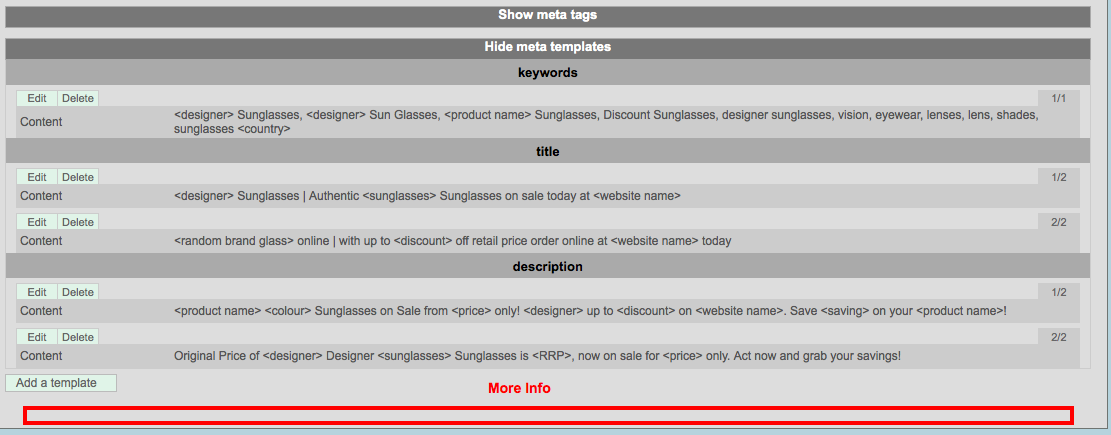 Show meta tags
Hide meta templates
keywords
Edit Delete 1/1
Content <designer> Sunglasses, <designer> Sun Glasses, <product name> Sunglasses, Discount Sunglasses, designer sunglasses, vision, eyewear, lenses, lens, shades,
sunglasses <country>
title
Edit Delete 1/2
Content <designer> Sunglasses | Authentic <sunglasses> Sunglasses on sale today at <website name>
Edit Delete 2/2
Content <random brand glass> online | with up to <discount> off retail price order online at <website name> today
description
Edit Delete 1/2
Content <product name> <colour> Sunglasses on Sale from <price> only! <designer> up to <discount> on <website name>. Save <saving> on your <product name>!
Edit Delete 2/2
Content Original Price of <designer> Designer <sunglasses> Sunglasses is <RRP>, now on sale for <price> only. Act now and grab your savings!
Add a template
More Info